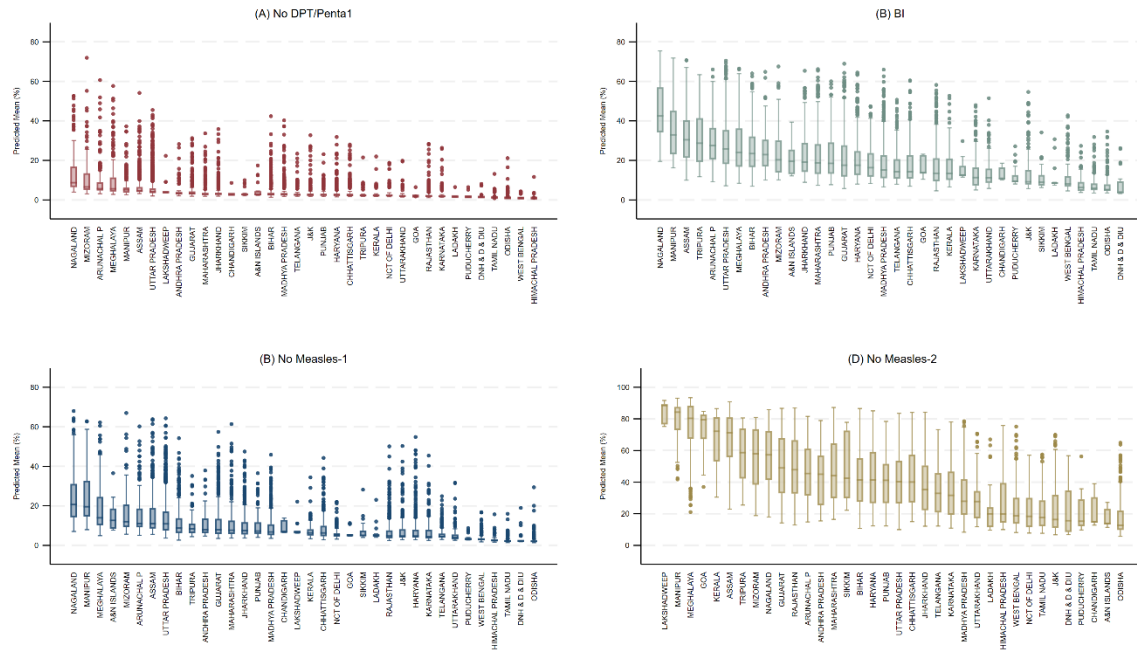 (A) No DPT/Penta1
Predicted Mean (%)
80
60
40
20
0
NAGALAND
MIZORAM
ARUNACHAL P
MEGHALAYA
MANIPUR
ASSAM
UTTAR PRADESH
LAKSHADWEEP
ANDHRA PRADESH
GUJARAT
MAHARASHTRA
JHARKHAND
CHANDIGARH
SIKKIM
A&N ISLANDS
BIHAR
MADHYA PRADESH
TELANGANA
J&K
PUNJAB
HARYANA
CHHATTISGARH
TRIPURA
KERALA
NCT OF DELHI
UTTARAKHAND
GOA
RAJASTHAN
KARNATAKA
LADAKH
PUDUCHERRY
DNH & D & DIU
TAMIL NADU
ODISHA
WEST BENGAL
HIMACHAL PRADESH
(B) BI
Predicted Mean (%)
80
60
40
20
0
NAGALAND
MANIPUR
ASSAM
TRIPURA
ARUNACHAL P
UTTAR PRADESH
MEGHALAYA
BIHAR
ANDHRA PRADESH
MIZORAM
A&N ISLANDS
JHARKHAND
MAHARASHTRA
PUNJAB
GUJARAT
HARYANA
NCT OF DELHI
MADHYA PRADESH
TELANGANA
CHHATTISGARH
GOA
RAJASTHAN
KERALA
LAKSHADWEEP
KARNATAKA
UTTARAKHAND
CHANDIGARH
PUDUCHERRY
J&K
SIKKIM
LADAKH
WEST BENGAL
HIMACHAL PRADESH
TAMIL NADU
ODISHA
DNH & D DIU
(B) No Measles-1
Predicted Mean (%)
80
60
40
20
0
NAGALAND
MANIPUR
MEGHALAYA
A&N ISLANDS
MIZORAM
ARUNACHAL P
ASSAM
UTTAR PRADESH
BIHAR
TRIPURA
ANDHRA PRADESH
GUJARAT
MAHARASHTRA
JHARKHAND
PUNJAB
MADHYA PRADESH
CHANDIGARH
LAKSHADWEEP
KERALA
CHHATTISGARH
NCT OF DELHI
GOA
SIKKIM
LADAKH
RAJASTHAN
J&K
HARYANA
KARNATAKA
TELANGANA
UTTARAKHAND
PUDUCHERRY
WEST BENGAL
HIMACHAL PRADESH
TAMIL NADU
DNH & D & DIU
ODISHA
(D) No Measles-2
Predicted Mean (%)
100
80
60
40
20
0
LAKSHADWEEP
MANIPUR
MEGHALAYA
GOA
KERALA
ASSAM
TRIPURA
MIZORAM
NAGALAND
GUJARAT
RAJASTHAN
ARUNACHAL P
ANDHRA PRADESH
MAHARASHTRA
SIKKIM
BIHAR
HARYANA
PUNJAB
UTTAR PRADESH
CHHATTISGARH
JHARKHAND
TELANGANA
KARNATAKA
MADHYA PRADESH
UTTARAKHAND
LADAKH
HIMACHAL PRADESH
WEST BENGAL
NCT OF DELHI
TAMIL NADU
J&K
DNH & D & DIU
PUDUCHERRY
CHANDIGARH
A&N ISLANDS
ODISHA